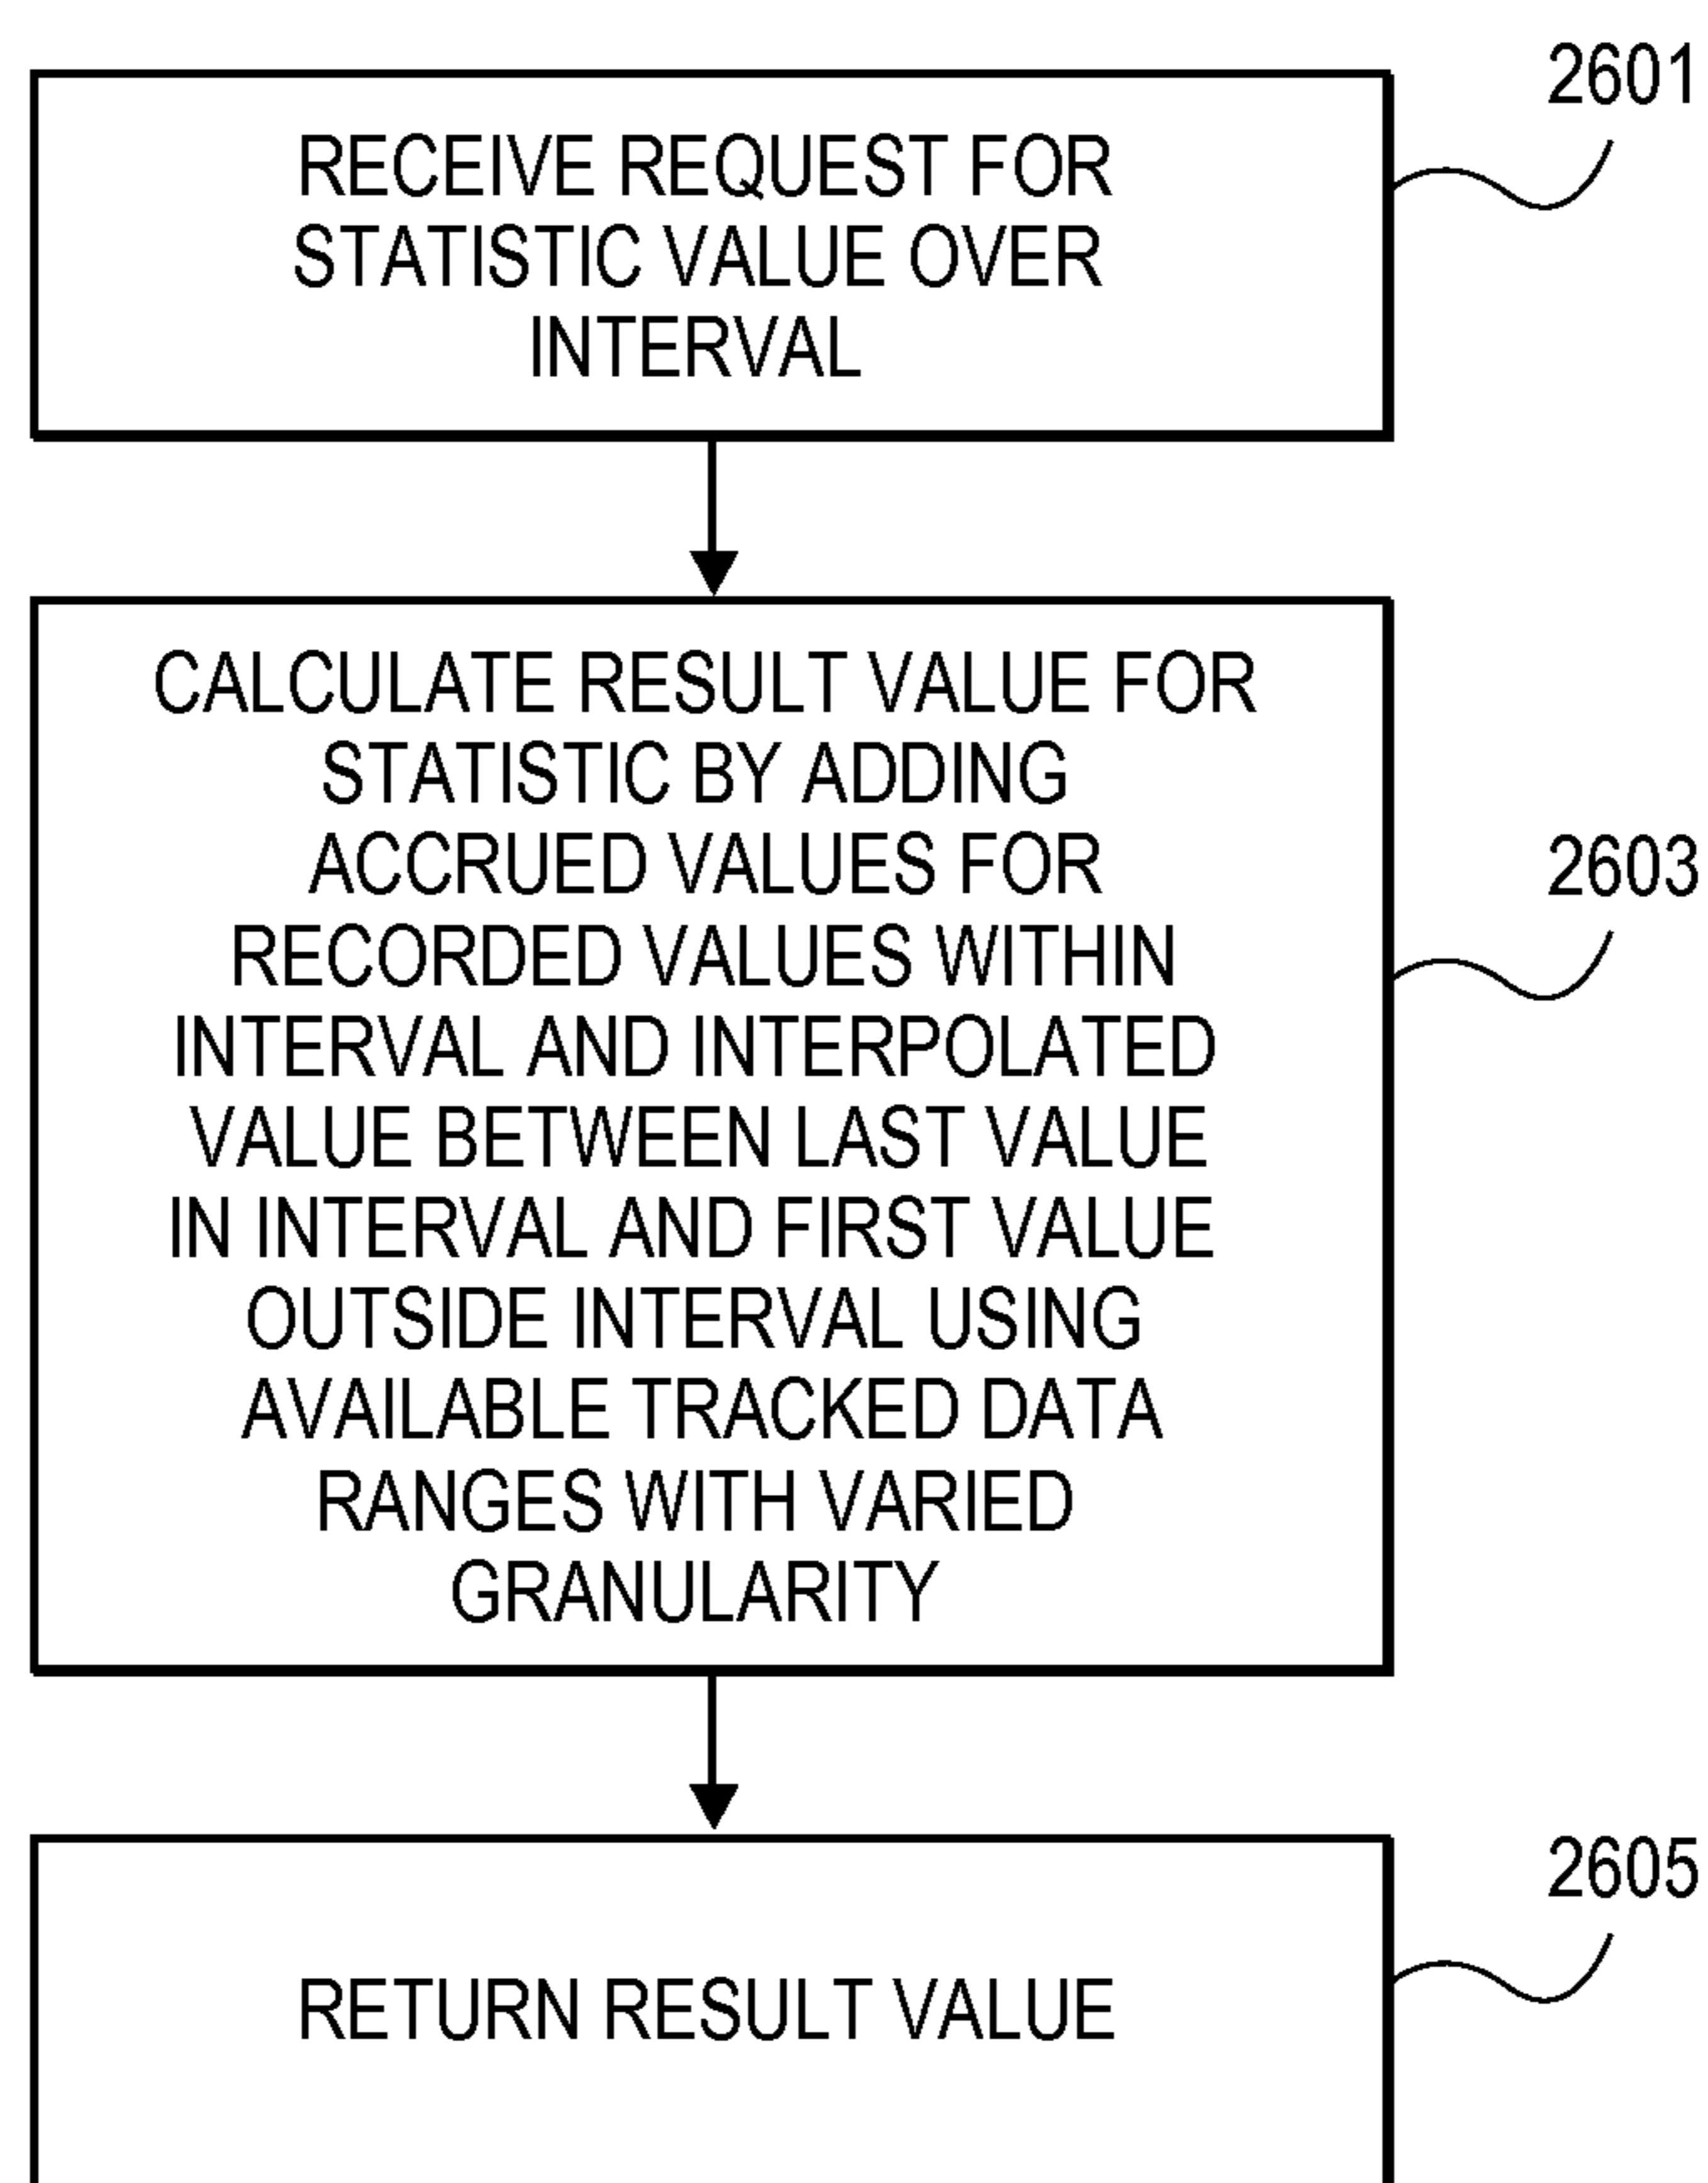 2601
RECEIVE REQUEST FOR
STATISTIC VALUE OVER
INTERVAL
CALCULATE RESULT VALUE FOR
STATISTIC BY ADDING
ACCRUED VALUES FOR
RECORDED VALUES WITHIN
INTERVAL AND INTERPOLATED
VALUE BETWEEN LAST VALUE
IN INTERVAL AND FIRST VALUE
OUTSIDE INTERVAL USING
AVAILABLE TRACKED DATA
RANGES WITH VARIED
GRANULARITY
2603
2605
RETURN RESULT VALUE